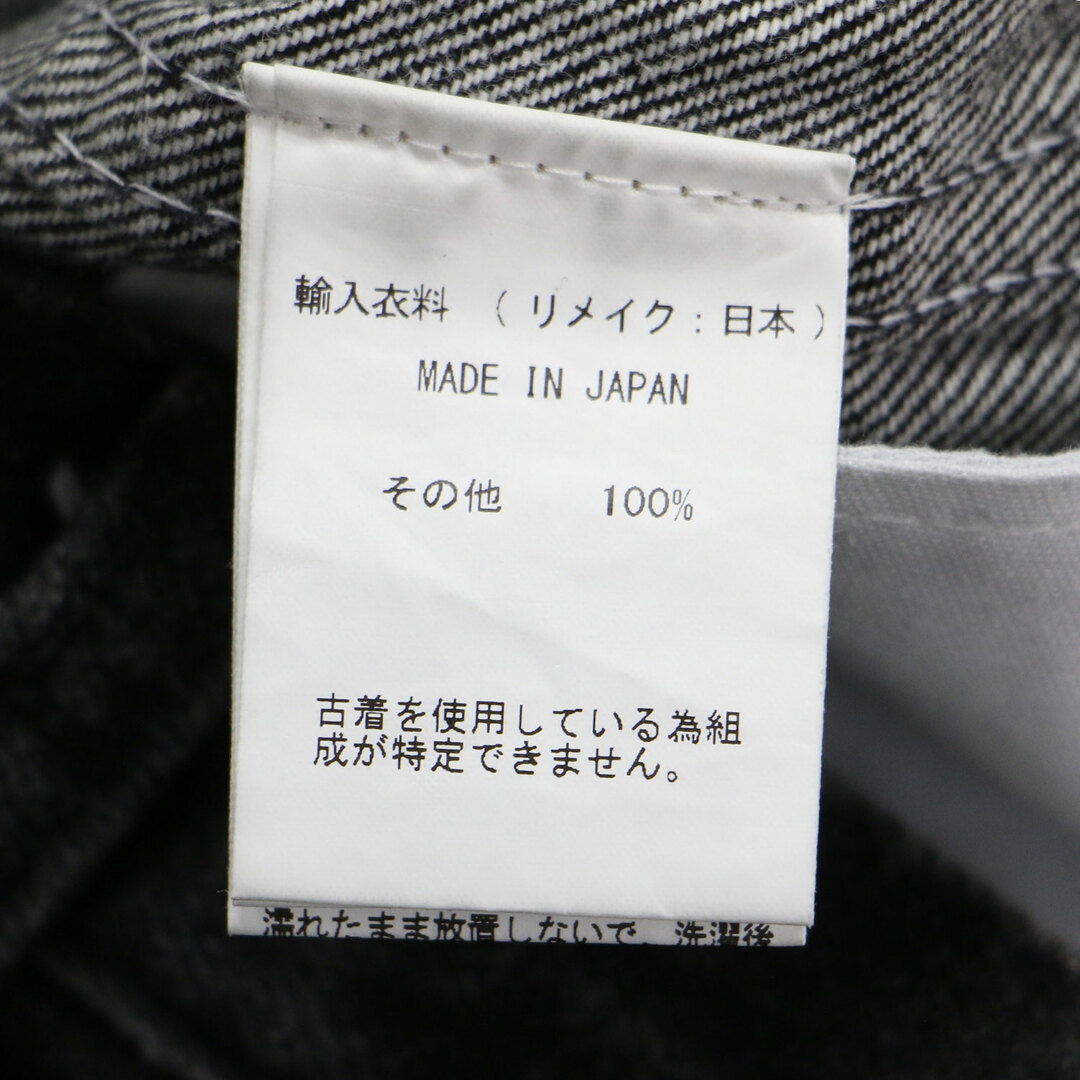 輸入衣料 ( リメイク : 日本 )
MADE IN JAPAN
その他 100%
古着を使用している為組
成が特定できません。
濡れたまま放置しないで、洗濯後